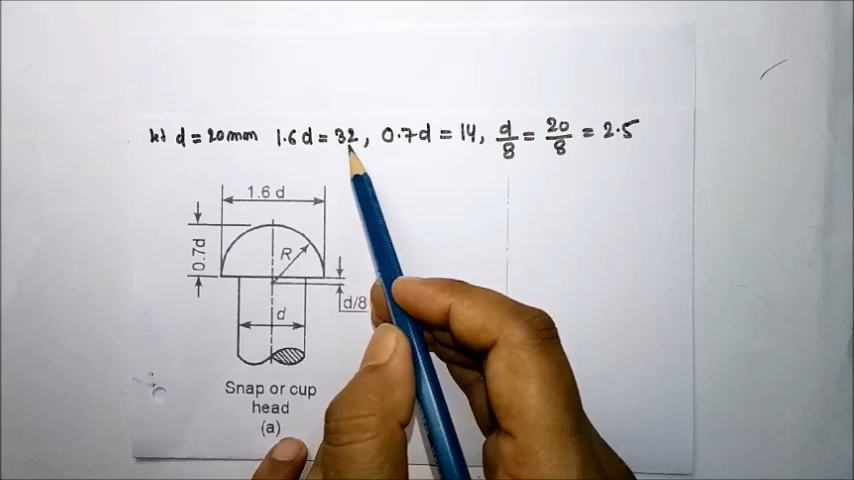 let d = 20mm 1.6d = 32, 0.7d = 14, d/8 = 20/8 = 2.5
1.6 d
0.7d
R
d/8
d
Snap or cup
head
(a)